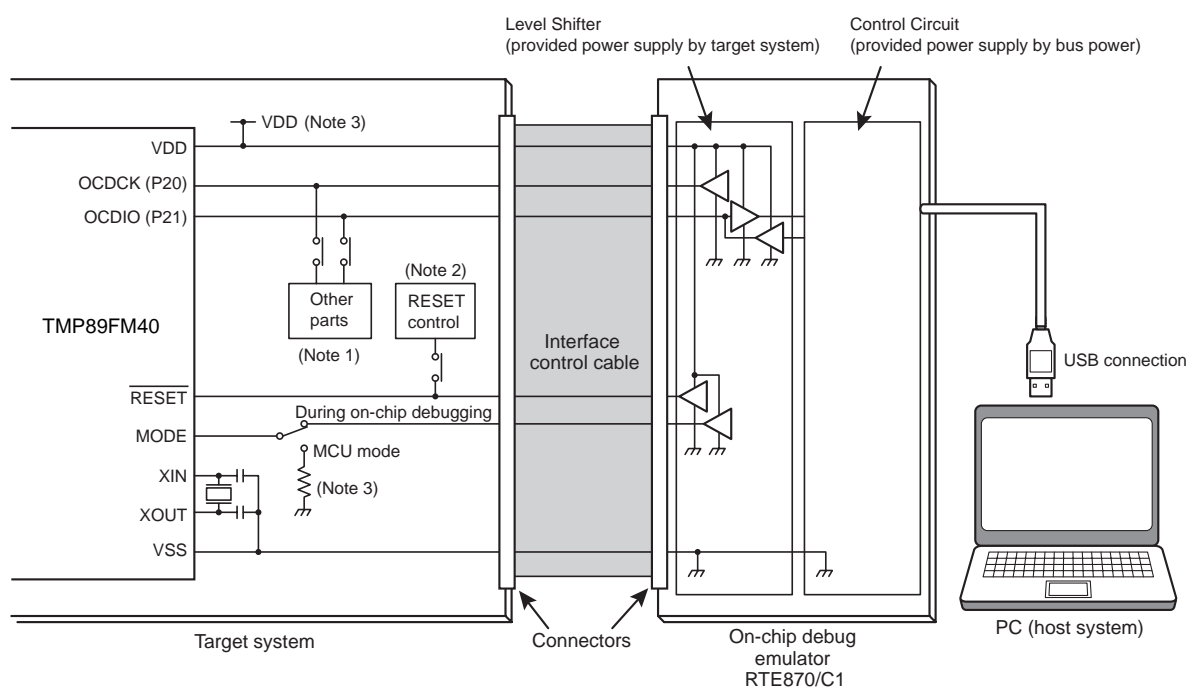 Level Shifter
(provided power supply by target system)
Control Circuit
(provided power supply by bus power)
VDD (Note 3)
VDD
OCDCK (P20)
OCDIO (P21)
(Note 2)
Other
parts
RESET
control
TMP89FM40
(Note 1)
Interface
control cable
USB connection
RESET
During on-chip debugging
MODE
MCU mode
XIN
(Note 3)
XOUT
VSS
Target system
Connectors
On-chip debug
emulator
RTE870/C1
PC (host system)